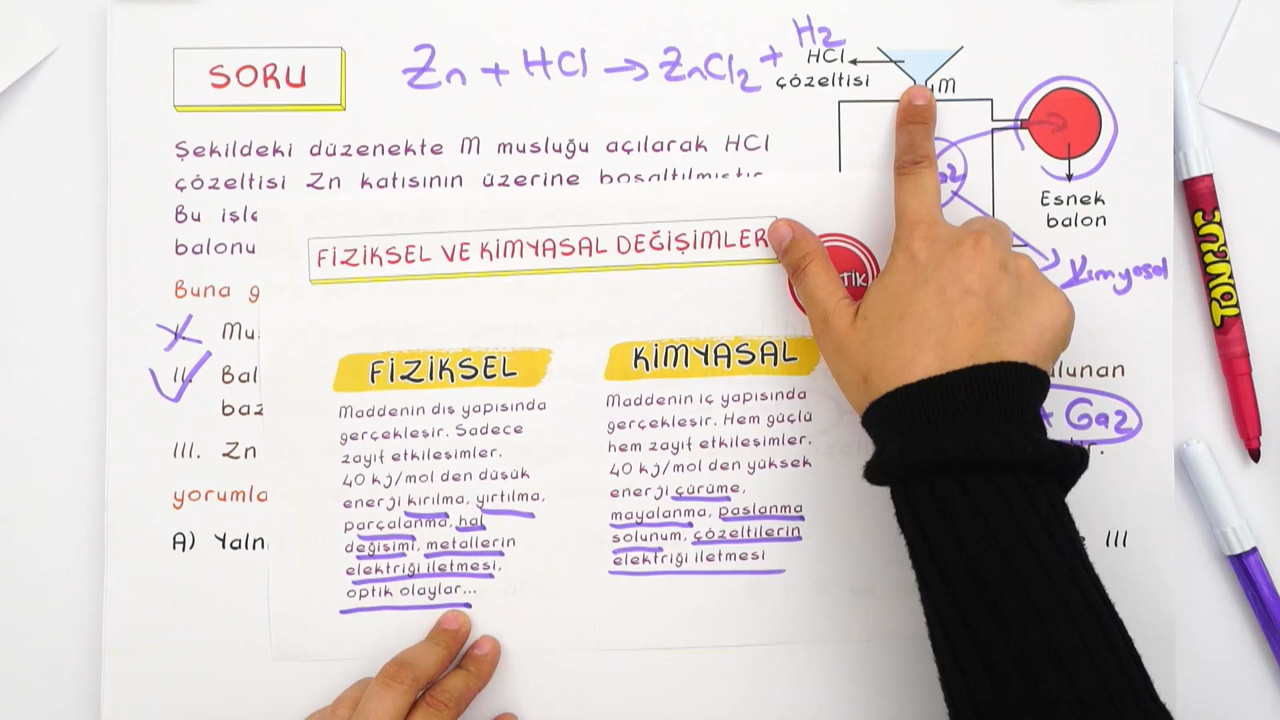 SORU
Zn + HCl → ZnCl2 + H2
HCl
çözeltisi
M
Şekildeki düzenekte M musluğu açılarak HCl
çözeltisi Zn katısının üzerine boşaltılmıştır
Bu işle
balonu
Buna g
I. Mu
II. Bal
baz
III. Zn
yorumla
A) Yaln
Esnek
balon
Kimyasal
lunan
+ Gaz
III
FİZİKSEL VE KİMYASAL DEĞİŞİMLER
TİK
FİZİKSEL
Maddenin dış yapısında
gerçekleşir. Sadece
zayıf etkileşimler.
40 kj/mol den düşük
enerji kırılma, yırtılma,
parçalanma, hal
değişimi, metallerin
elektriği iletmesi,
optik olaylar...
KİMYASAL
Maddenin iç yapısında
gerçekleşir. Hem güçlü
hem zayıf etkileşimler.
40 kj/mol den yüksek
enerji çürüme,
mayalanma, paslanma
solunum, çözeltilerin
elektriği iletmesi